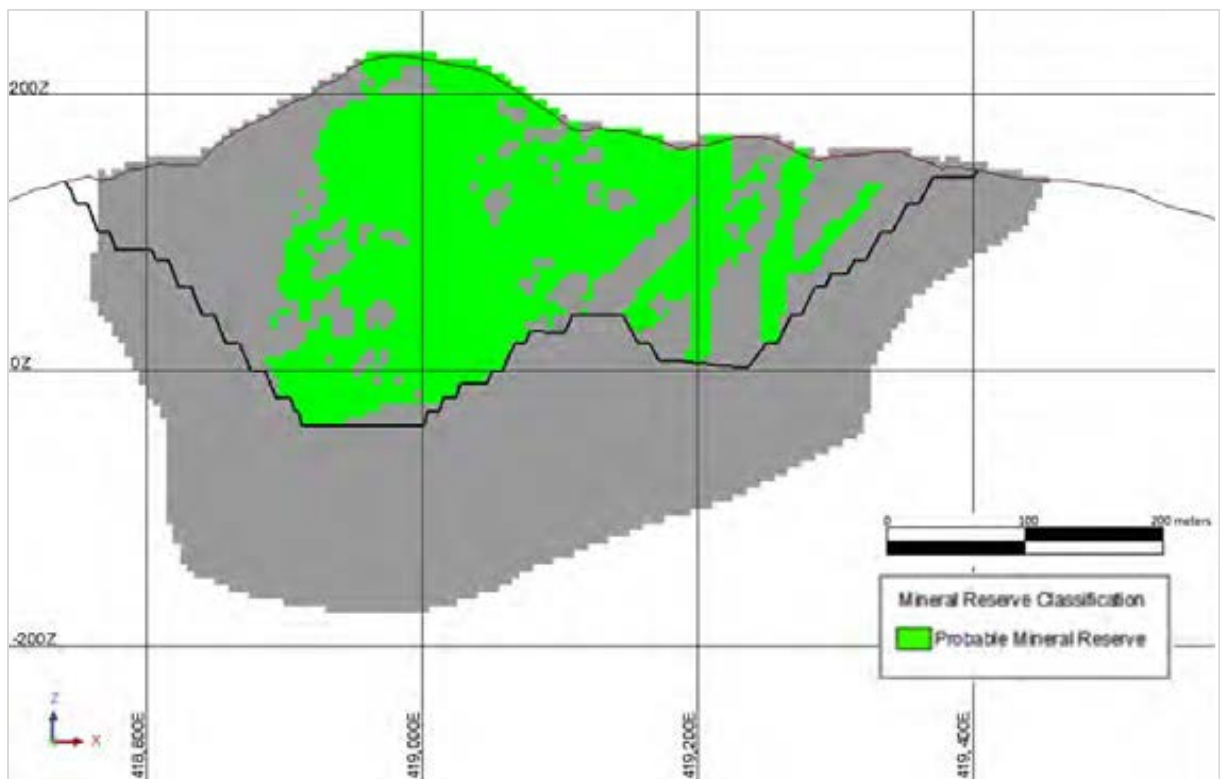 200Z
0Z
-200Z
0 100 200 meters
Mineral Reserve Classification
Probable Mineral Reserve
Z
X
418,800E
419,000E
419,200E
419,400E